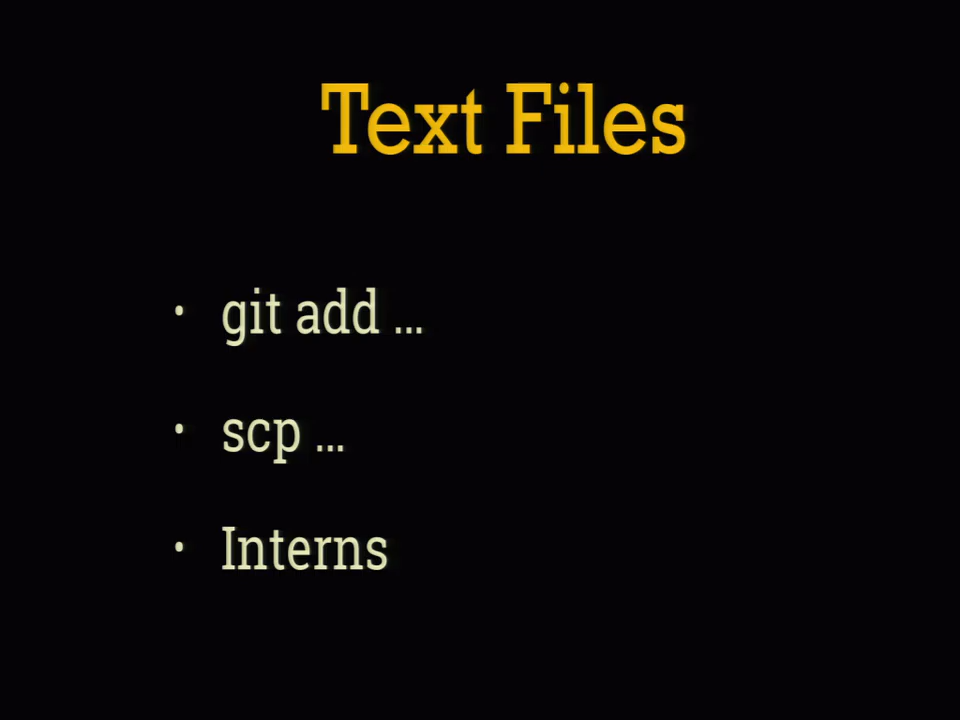 Text Files
• git add ...
• scp ...
• Interns